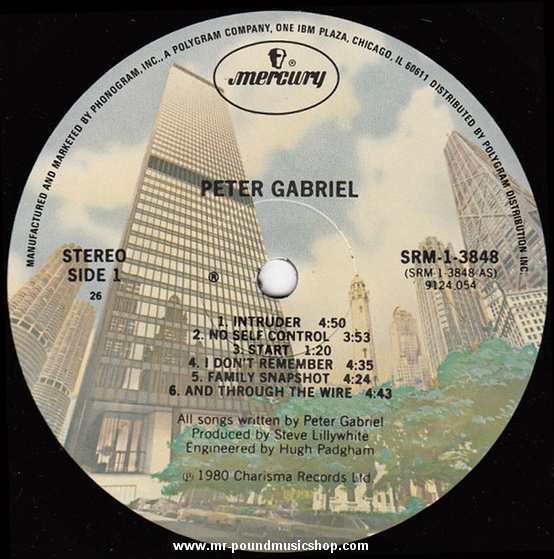 MANUFACTURED AND MARKETED BY PHONOGRAM, INC., A POLYGRAM COMPANY, ONE IBM PLAZA, CHICAGO, IL 60611 DISTRIBUTED BY POLYGRAM DISTRIBUTION INC.
mercury ®
PETER GABRIEL
STEREO
SIDE 1
26
®
SRM-1-3848
(SRM-1-3848 AS)
9124 054
1. INTRUDER 4:50
2. NO SELF CONTROL 3:53
3. START 1:20
4. I DON'T REMEMBER 4:35
5. FAMILY SNAPSHOT 4:24
6. AND THROUGH THE WIRE 4:43
All songs written by Peter Gabriel
Produced by Steve Lillywhite
Engineered by Hugh Padgham
℗ 1980 Charisma Records Ltd.
www.mr-poundmusicshop.com